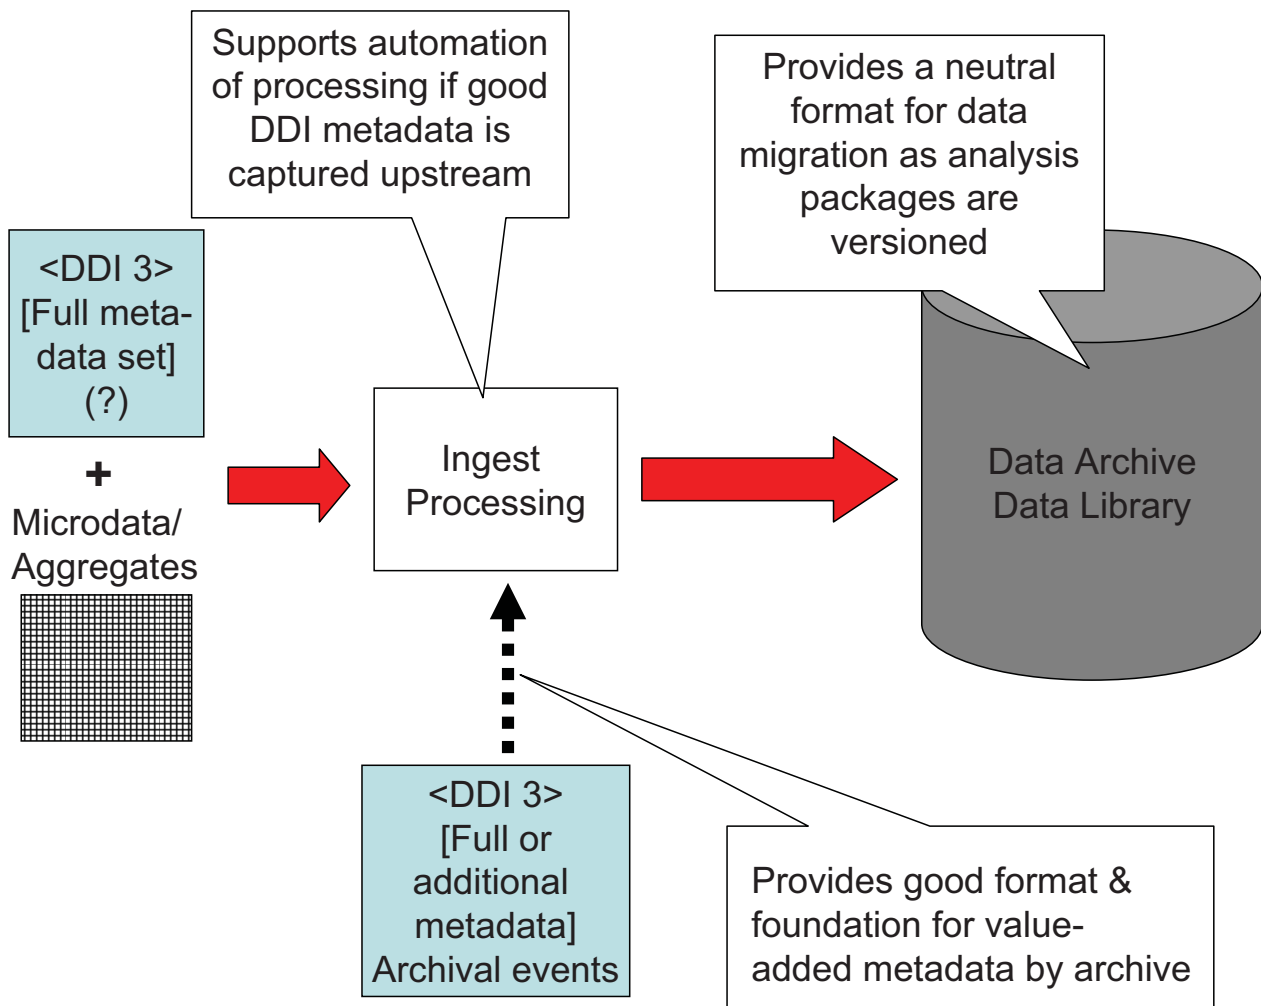 Supports automation
of processing if good
DDI metadata is
captured upstream
Provides a neutral
format for data
migration as analysis
packages are
versioned
<DDI 3>
[Full meta-
data set]
(?)
+
Microdata/
Aggregates
Ingest
Processing
Data Archive
Data Library
<DDI 3>
[Full or
additional
metadata]
Archival events
Provides good format &
foundation for value-
added metadata by archive